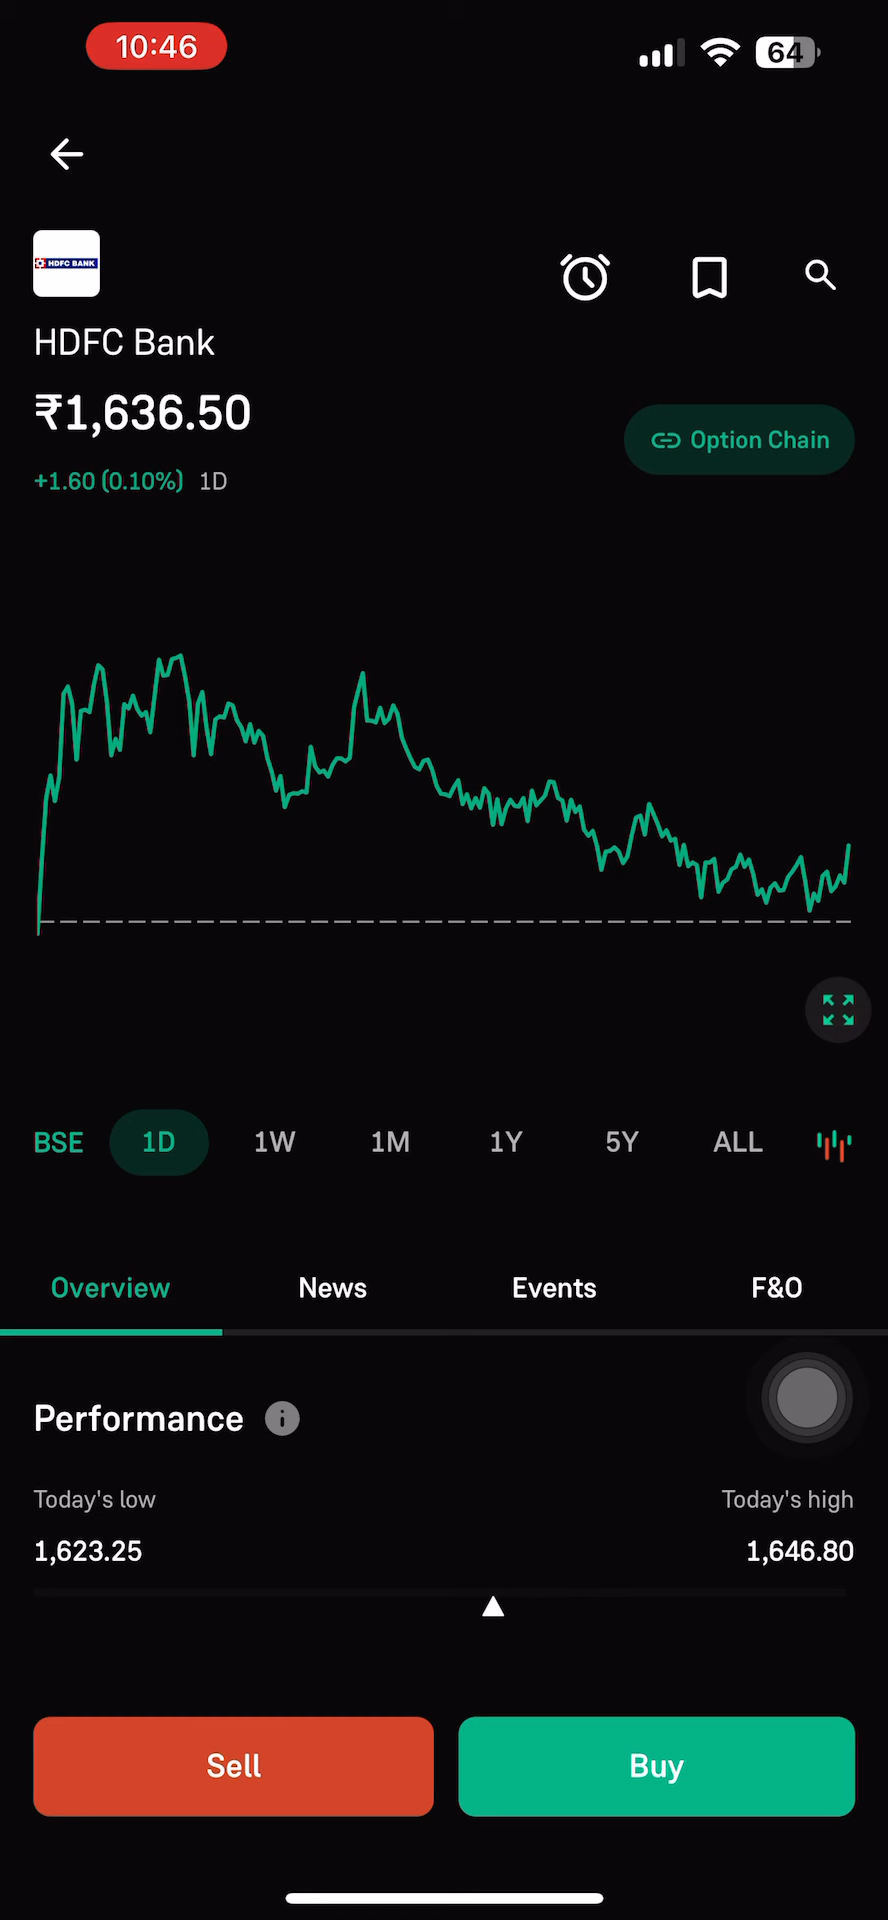 10:46
64
HDFC BANK
HDFC Bank
₹1,636.50
Option Chain
+1.60 (0.10%) 1D
BSE 1D 1W 1M 1Y 5Y ALL
Overview News Events F&O
Performance
Today's low Today's high
1,623.25 1,646.80
Sell Buy